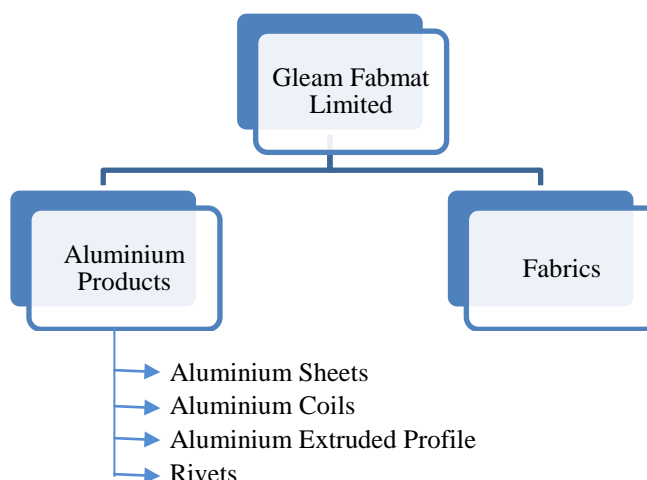 Gleam Fabmat
Limited
Aluminium
Products
Fabrics
Aluminium Sheets
Aluminium Coils
Aluminium Extruded Profile
Rivets